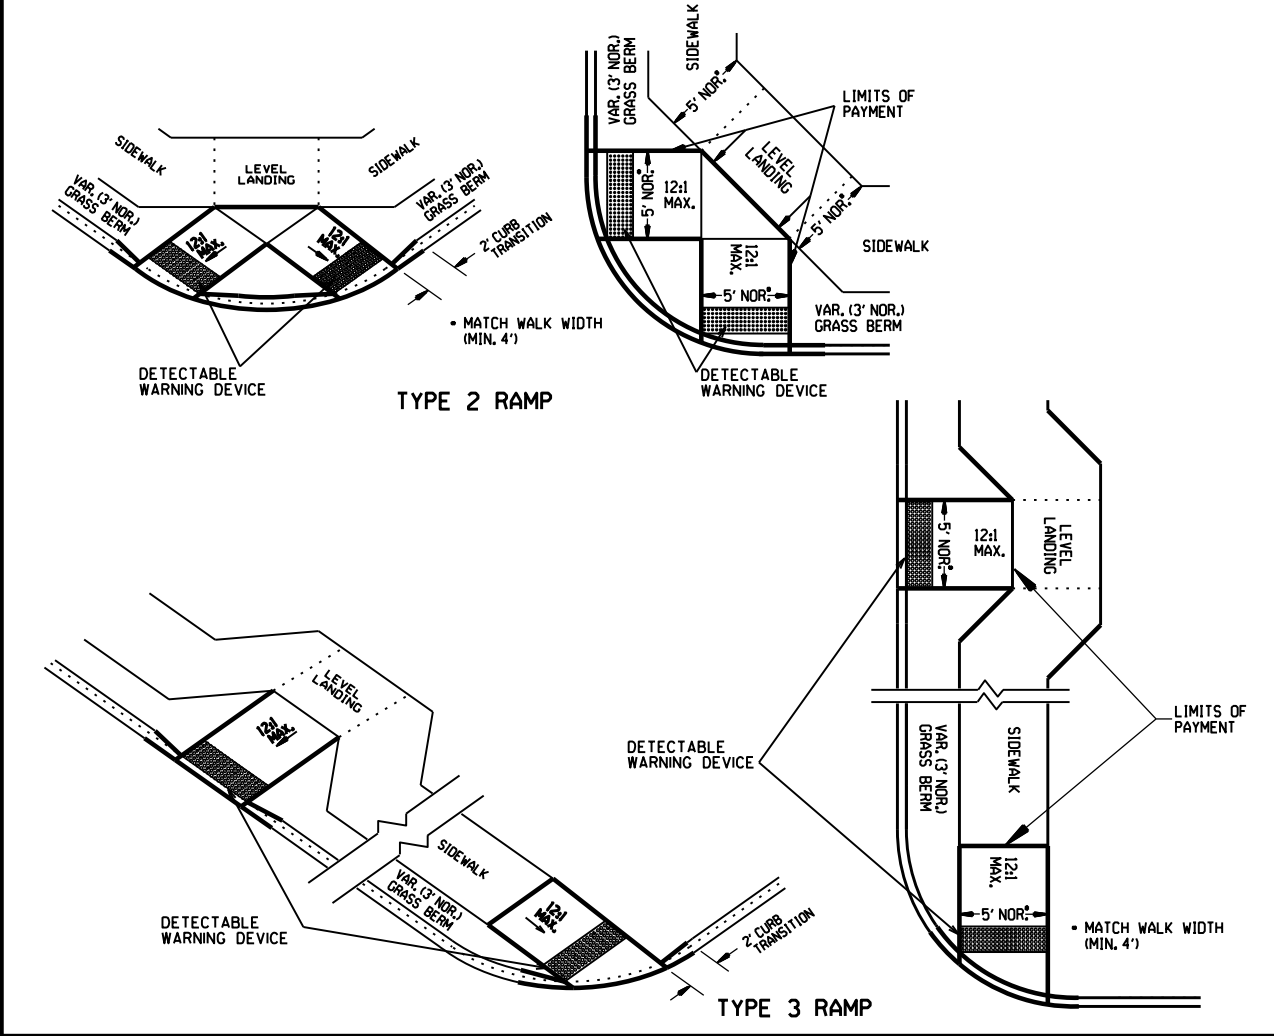 SIDEWALK
LEVEL
LANDING
SIDEWALK
VAR. (3' NOR.)
GRASS BERM
VAR. (3' NOR.)
GRASS BERM
12:1
MAX.
12:1
MAX.
2' CURB
TRANSITION
• MATCH WALK WIDTH
(MIN. 4')
DETECTABLE
WARNING DEVICE
TYPE 2 RAMP
VAR. (3' NOR.)
GRASS BERM
SIDEWALK
5' NOR.•
LIMITS OF
PAYMENT
LEVEL
LANDING
5' NOR.•
12:1
MAX.
5' NOR.•
SIDEWALK
12:1
MAX.
5' NOR.•
VAR. (3' NOR.)
GRASS BERM
DETECTABLE
WARNING DEVICE
5' NOR.•
12:1
MAX.
LEVEL
LANDING
LIMITS OF
PAYMENT
DETECTABLE
WARNING DEVICE
VAR. (3' NOR.)
GRASS BERM
SIDEWALK
12:1
MAX.
5' NOR.•
• MATCH WALK WIDTH
(MIN. 4')
LEVEL
LANDING
12:1
MAX.
SIDEWALK
VAR. (3' NOR.)
GRASS BERM
12:1
MAX.
DETECTABLE
WARNING DEVICE
2' CURB
TRANSITION
TYPE 3 RAMP